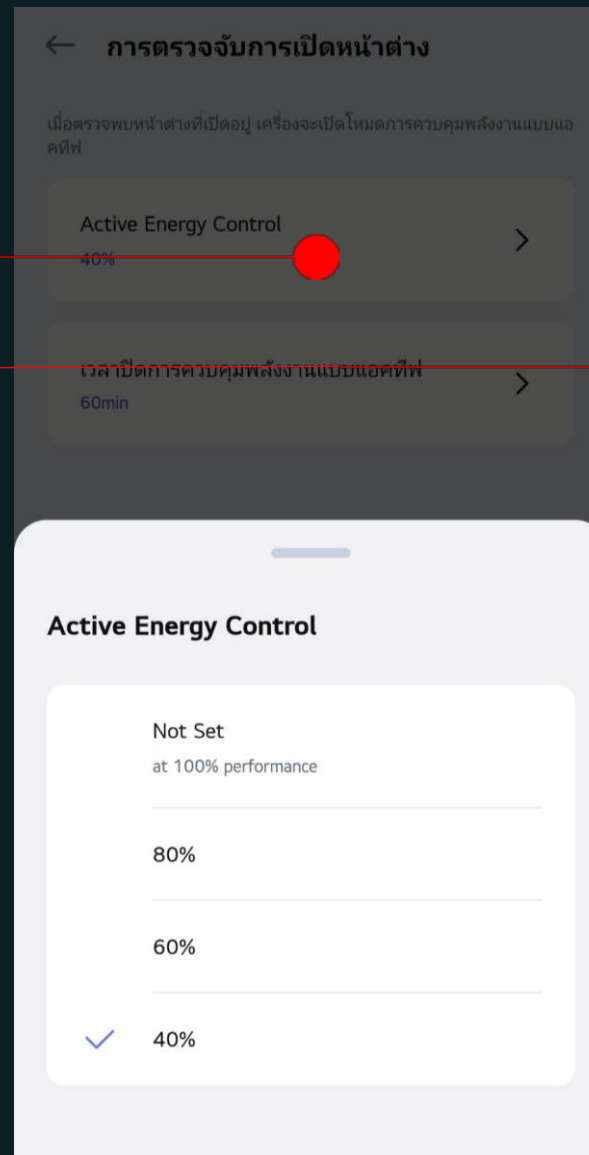 การตรวจจับการเปิดหน้าต่าง
เมื่อตรวจพบหน้าต่างที่เปิดอยู่ เครื่องจะเปิดโหมดการควบคุมพลังงานแบบแอ
คทีฟ
Active Energy Control
40%
เวลาปิดการควบคุมพลังงานแบบแอคทีฟ
60min
Active Energy Control
Not Set
at 100% performance
80%
60%
40%